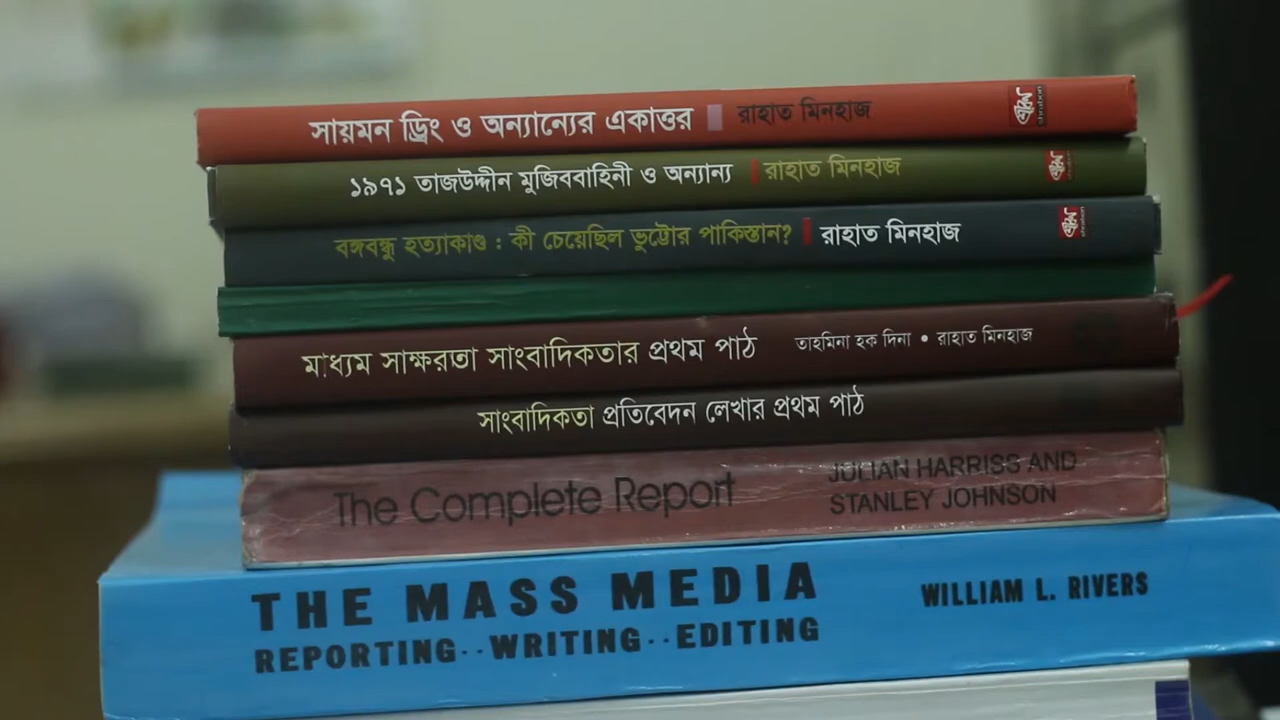 সায়মন ড্রিং ও অন্যান্যের একাত্তর রাহাত মিনহাজ শ্রাবণ shrabon
১৯৭১ তাজউদ্দীন মুজিববাহিনী ও অন্যান্য রাহাত মিনহাজ
বঙ্গবন্ধু হত্যাকাণ্ড : কী চেয়েছিল ভুট্টোর পাকিস্তান? রাহাত মিনহাজ
মাধ্যম সাক্ষরতা সাংবাদিকতার প্রথম পাঠ তাহমিনা হক দিনা • রাহাত মিনহাজ
সাংবাদিকতা প্রতিবেদন লেখার প্রথম পাঠ
The Complete Report
JULIAN HARRISS AND
STANLEY JOHNSON
THE MASS MEDIA
REPORTING··WRITING··EDITING
WILLIAM L. RIVERS